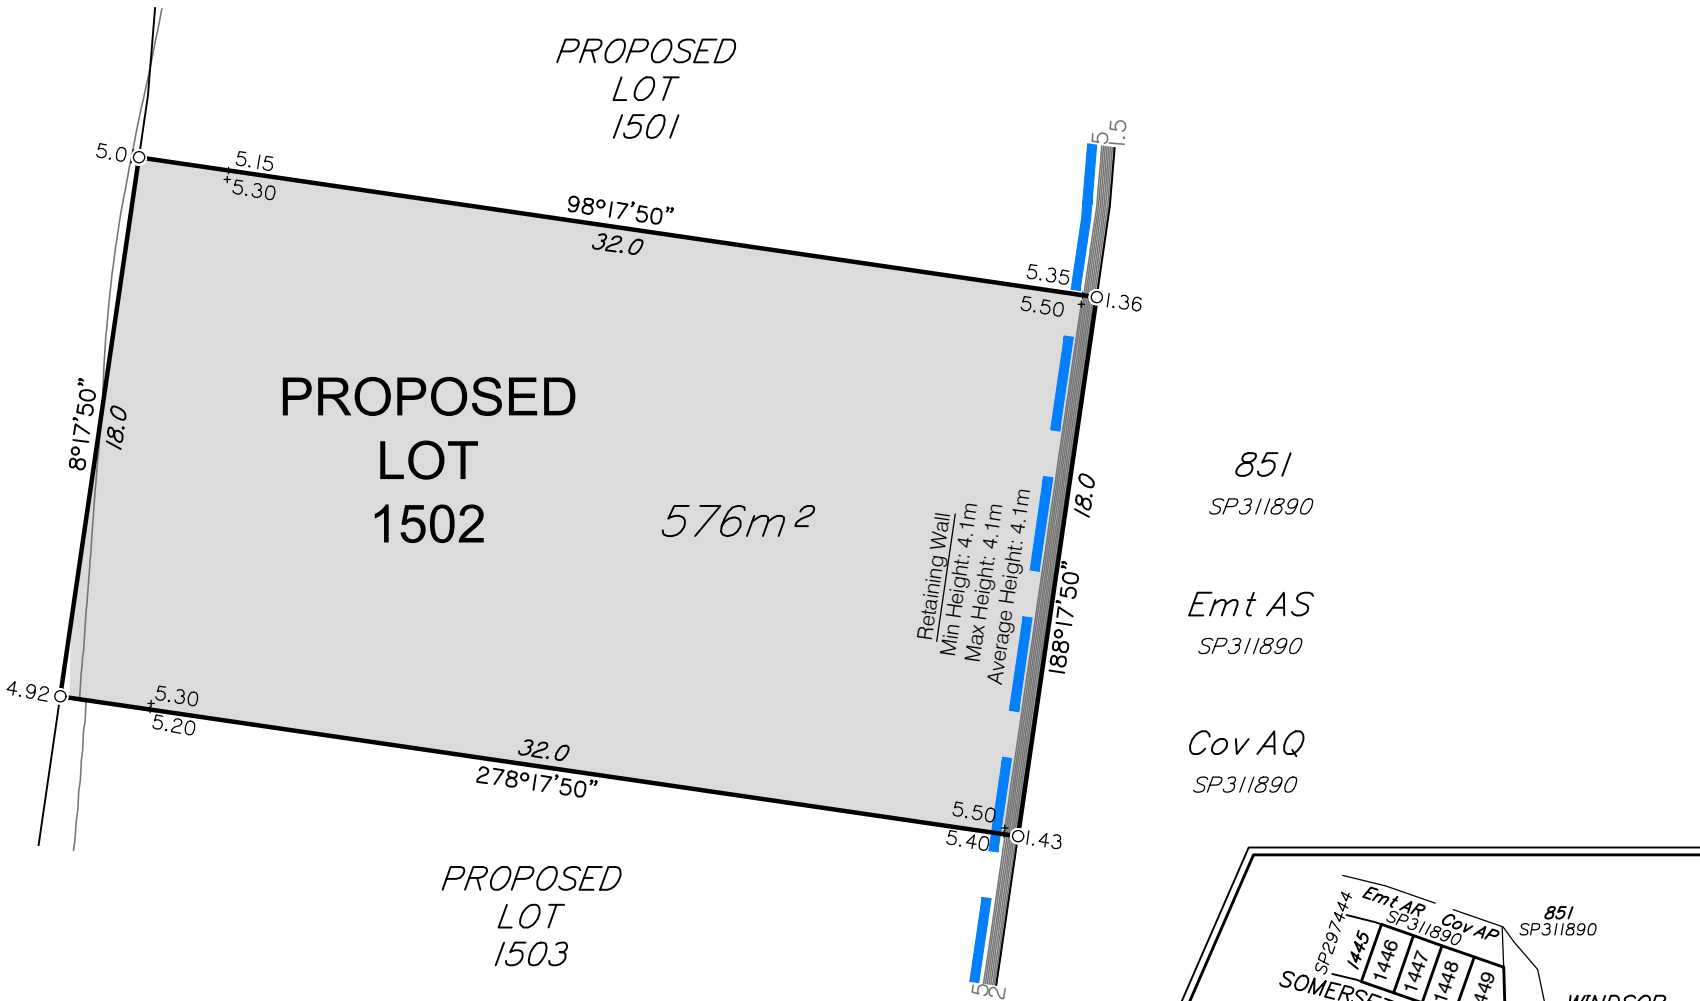 PROPOSED
LOT
1501
5
1.5
5.0
5.15
5.30
98°17'50"
32.0
5.35
5.50
1.36
8°17'50"
18.0
PROPOSED
LOT
1502
576m²
Retaining Wall
Min Height: 4.1m
Max Height: 4.1m
Average Height: 4.1m
18.0
188°17'50"
851
SP311890
Emt AS
SP311890
Cov AQ
SP311890
4.92
5.30
5.20
32.0
278°17'50"
5.50
5.40
1.43
PROPOSED
LOT
1503
5
2
SP297444
Emt AR
SP311890
Cov AP
851
SP311890
1445
1446
1447
1448
SOMERSET
WINDSOR